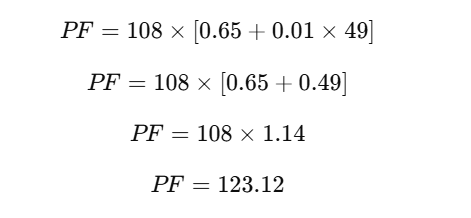 PF = 108 × [0.65 + 0.01 × 49]
PF = 108 × [0.65 + 0.49]
PF = 108 × 1.14
PF = 123.12